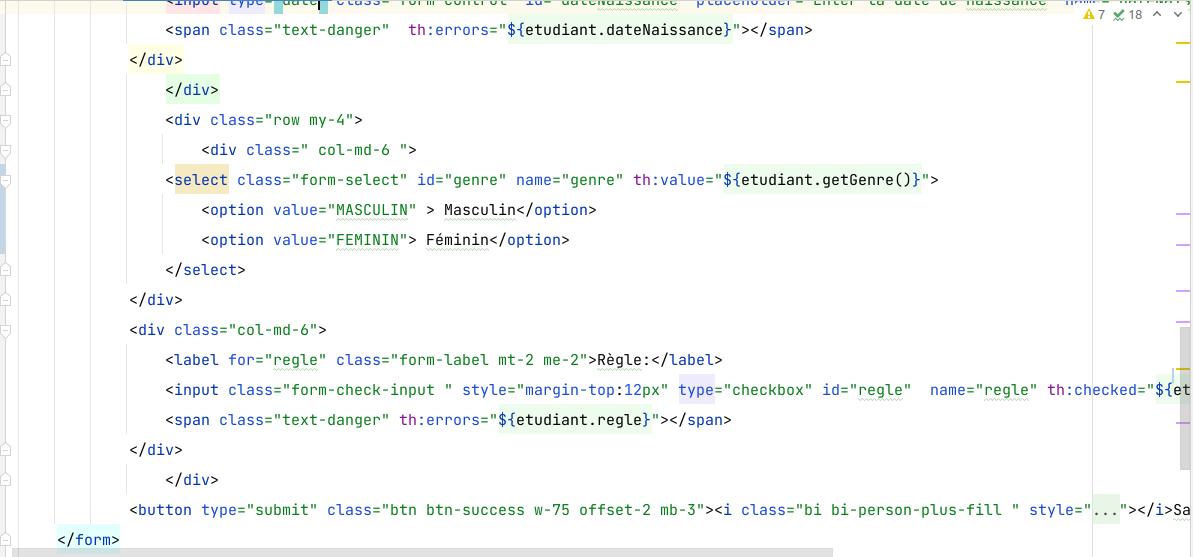 <input type="date" class="form-control" id="dateNaissance" placeholder="Enter la date de naissance" name=
7 18
<span class="text-danger"  th:errors="${etudiant.dateNaissance}"></span>
</div>
</div>
<div class="row my-4">
<div class=" col-md-6 ">
<select class="form-select" id="genre" name="genre" th:value="${etudiant.getGenre()}">
<option value="MASCULIN" > Masculin</option>
<option value="FEMININ"> Féminin</option>
</select>
</div>
<div class="col-md-6">
<label for="regle" class="form-label mt-2 me-2">Règle:</label>
<input class="form-check-input " style="margin-top:12px" type="checkbox" id="regle"  name="regle" th:checked="${et
<span class="text-danger" th:errors="${etudiant.regle}"></span>
</div>
</div>
<button type="submit" class="btn btn-success w-75 offset-2 mb-3"><i class="bi bi-person-plus-fill " style="..."></i>Sa
</form>